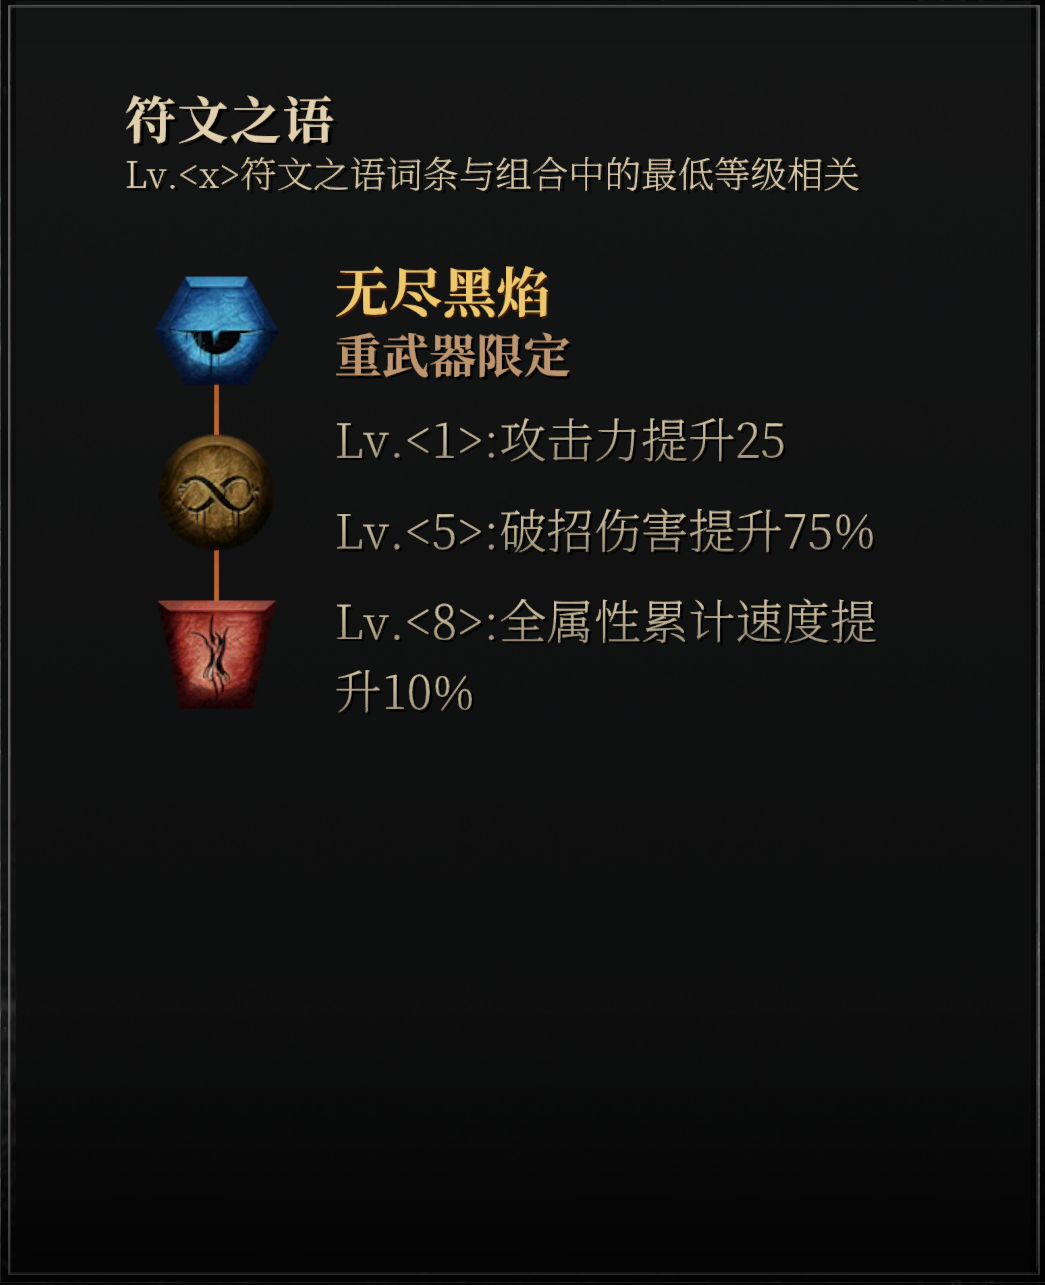 符文之语
Lv.<x>符文之语词条与组合中的最低等级相关
无尽黑焰
重武器限定
Lv.<1>:攻击力提升25
Lv.<5>:破招伤害提升75%
Lv.<8>:全属性累计速度提
升10%